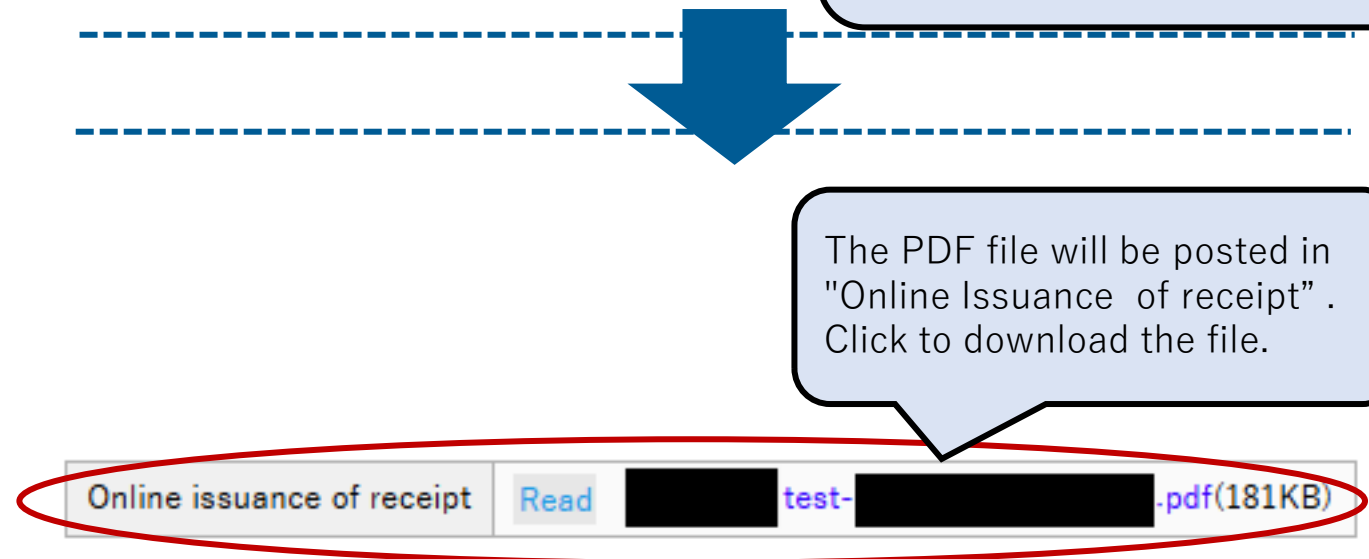 The PDF file will be posted in
"Online Issuance  of receipt” .
Click to download the file.
Online issuance of receipt Read test- .pdf(181KB)